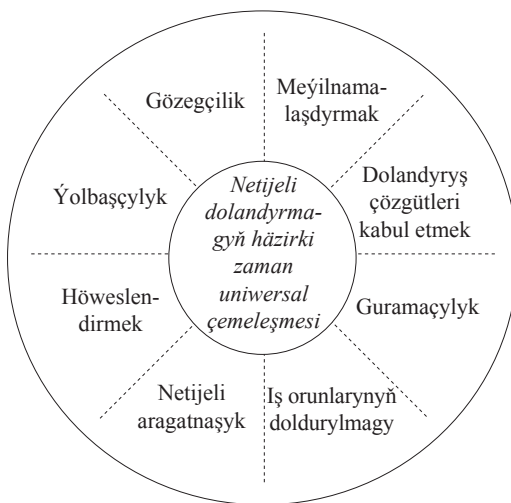 Gözegçilik
Meýilnama-
laşdyrmak
Dolandyryş
çözgütleri
kabul etmek
Guramaçylyk
Iş orunlarynyň
doldurylmagy
Netijeli
aragatnaşyk
Höweslen-
dirmek
Ýolbaşçylyk
Netijeli
dolandyrma-
gyň häzirki
zaman
uniwersal
çemeleşmesi